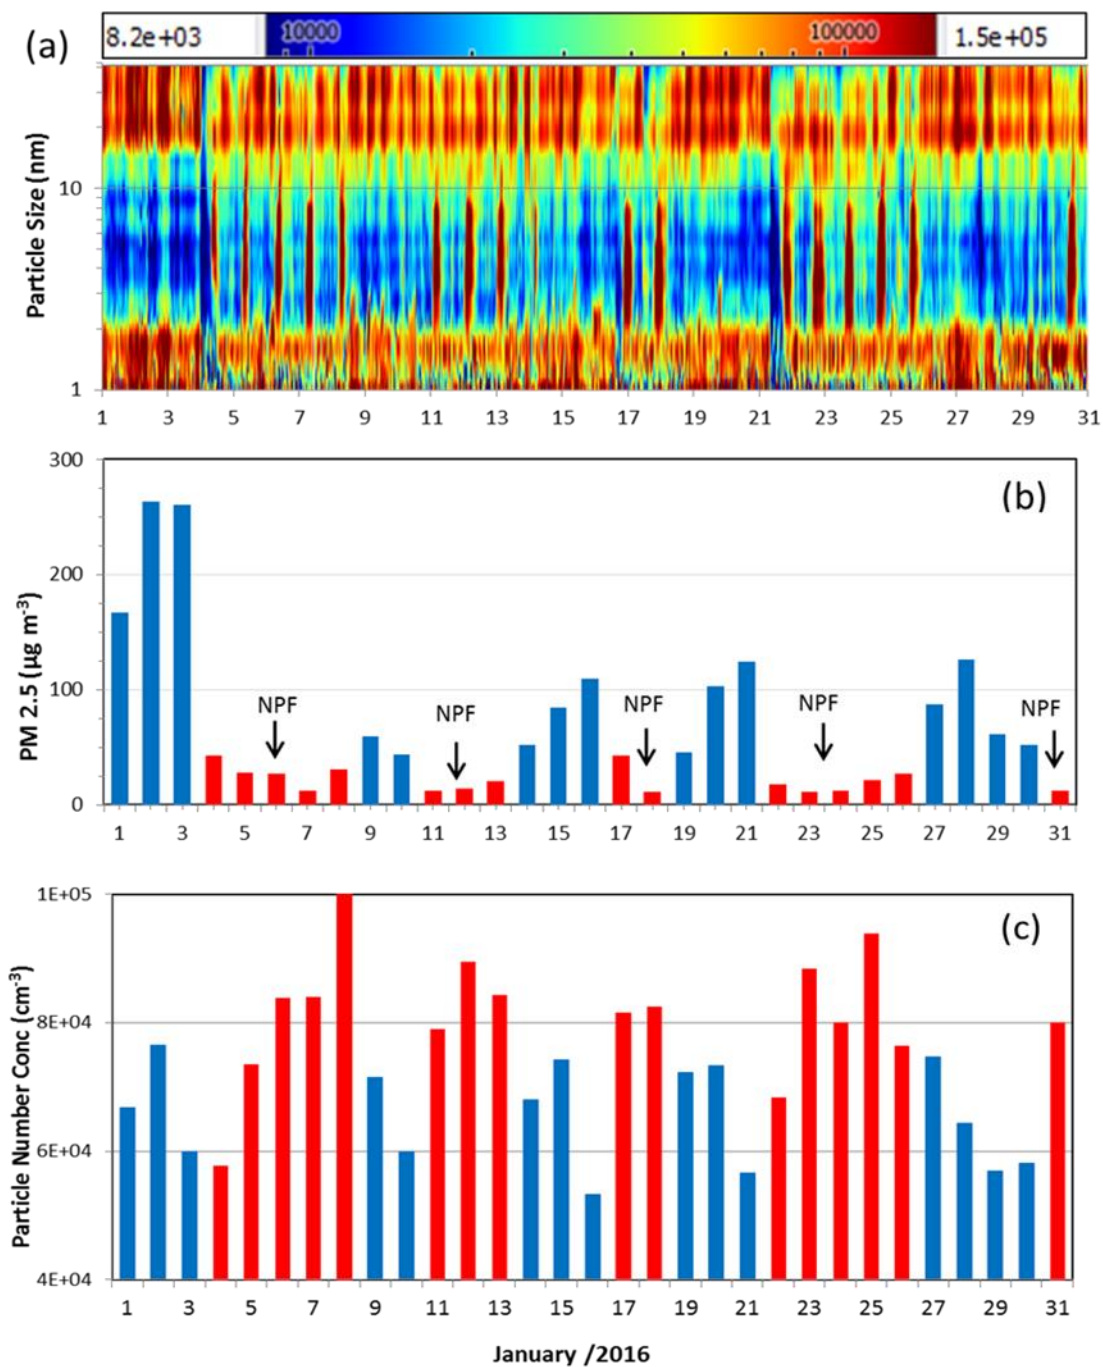 (a)
8.2e+03 10000 100000 1.5e+05
Particle Size (nm)
10
1
1 3 5 7 9 11 13 15 17 19 21 23 25 27 29 31
(b)
PM 2.5 (µg m-3)
300
200
100
0
NPF NPF NPF NPF NPF
1 3 5 7 9 11 13 15 17 19 21 23 25 27 29 31
(c)
Particle Number Conc (cm-3)
1E+05
8E+04
6E+04
4E+04
1 3 5 7 9 11 13 15 17 19 21 23 25 27 29 31
January /2016